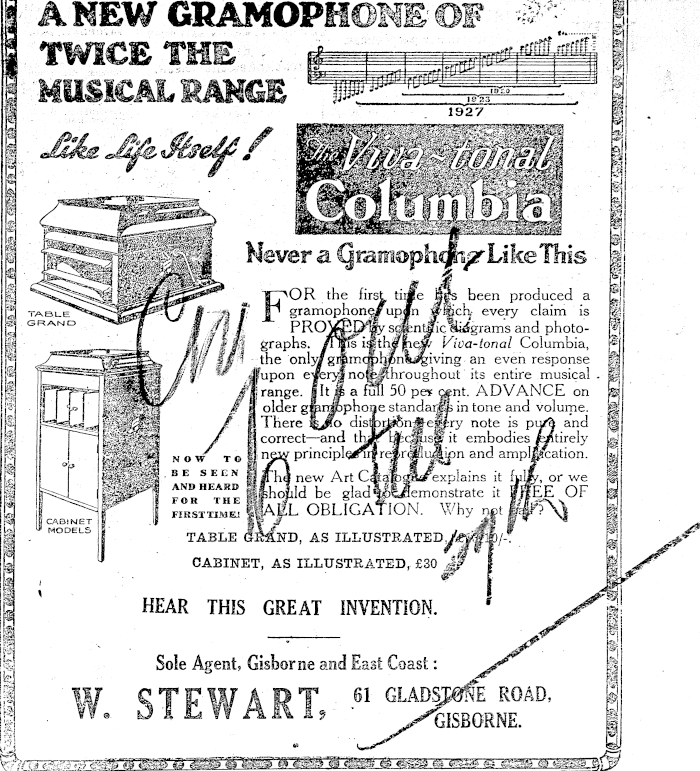 A NEW GRAMOPHONE OF
TWICE THE
MUSICAL RANGE
1920
1923
1927
Like Life Itself!
The Viva-tonal
Columbia
Never a Gramophone Like This
TABLE
GRAND
FOR the first time has been produced a
gramophone upon which every claim is
PROVED by scientific diagrams and photo-
graphs. This is the new Viva-tonal Columbia,
the only gramophone giving an even response
upon every note throughout its entire musical
range. It is a full 50 per cent. ADVANCE on
older gramophone standards in tone and volume.
There is no distortion—every note is pure and
correct—and that because it embodies entirely
new principles in reproduction and amplification.
The new Art Catalogue explains it fully, or we
should be glad to demonstrate it FREE OF
ALL OBLIGATION. Why not call?
NOW TO
BE SEEN
AND HEARD
FOR THE
FIRST TIME!
CABINET
MODELS
TABLE GRAND, AS ILLUSTRATED, 10/-.
CABINET, AS ILLUSTRATED, £30
HEAR THIS GREAT INVENTION.
Sole Agent, Gisborne and East Coast:
W. STEWART, 61 GLADSTONE ROAD,
GISBORNE.